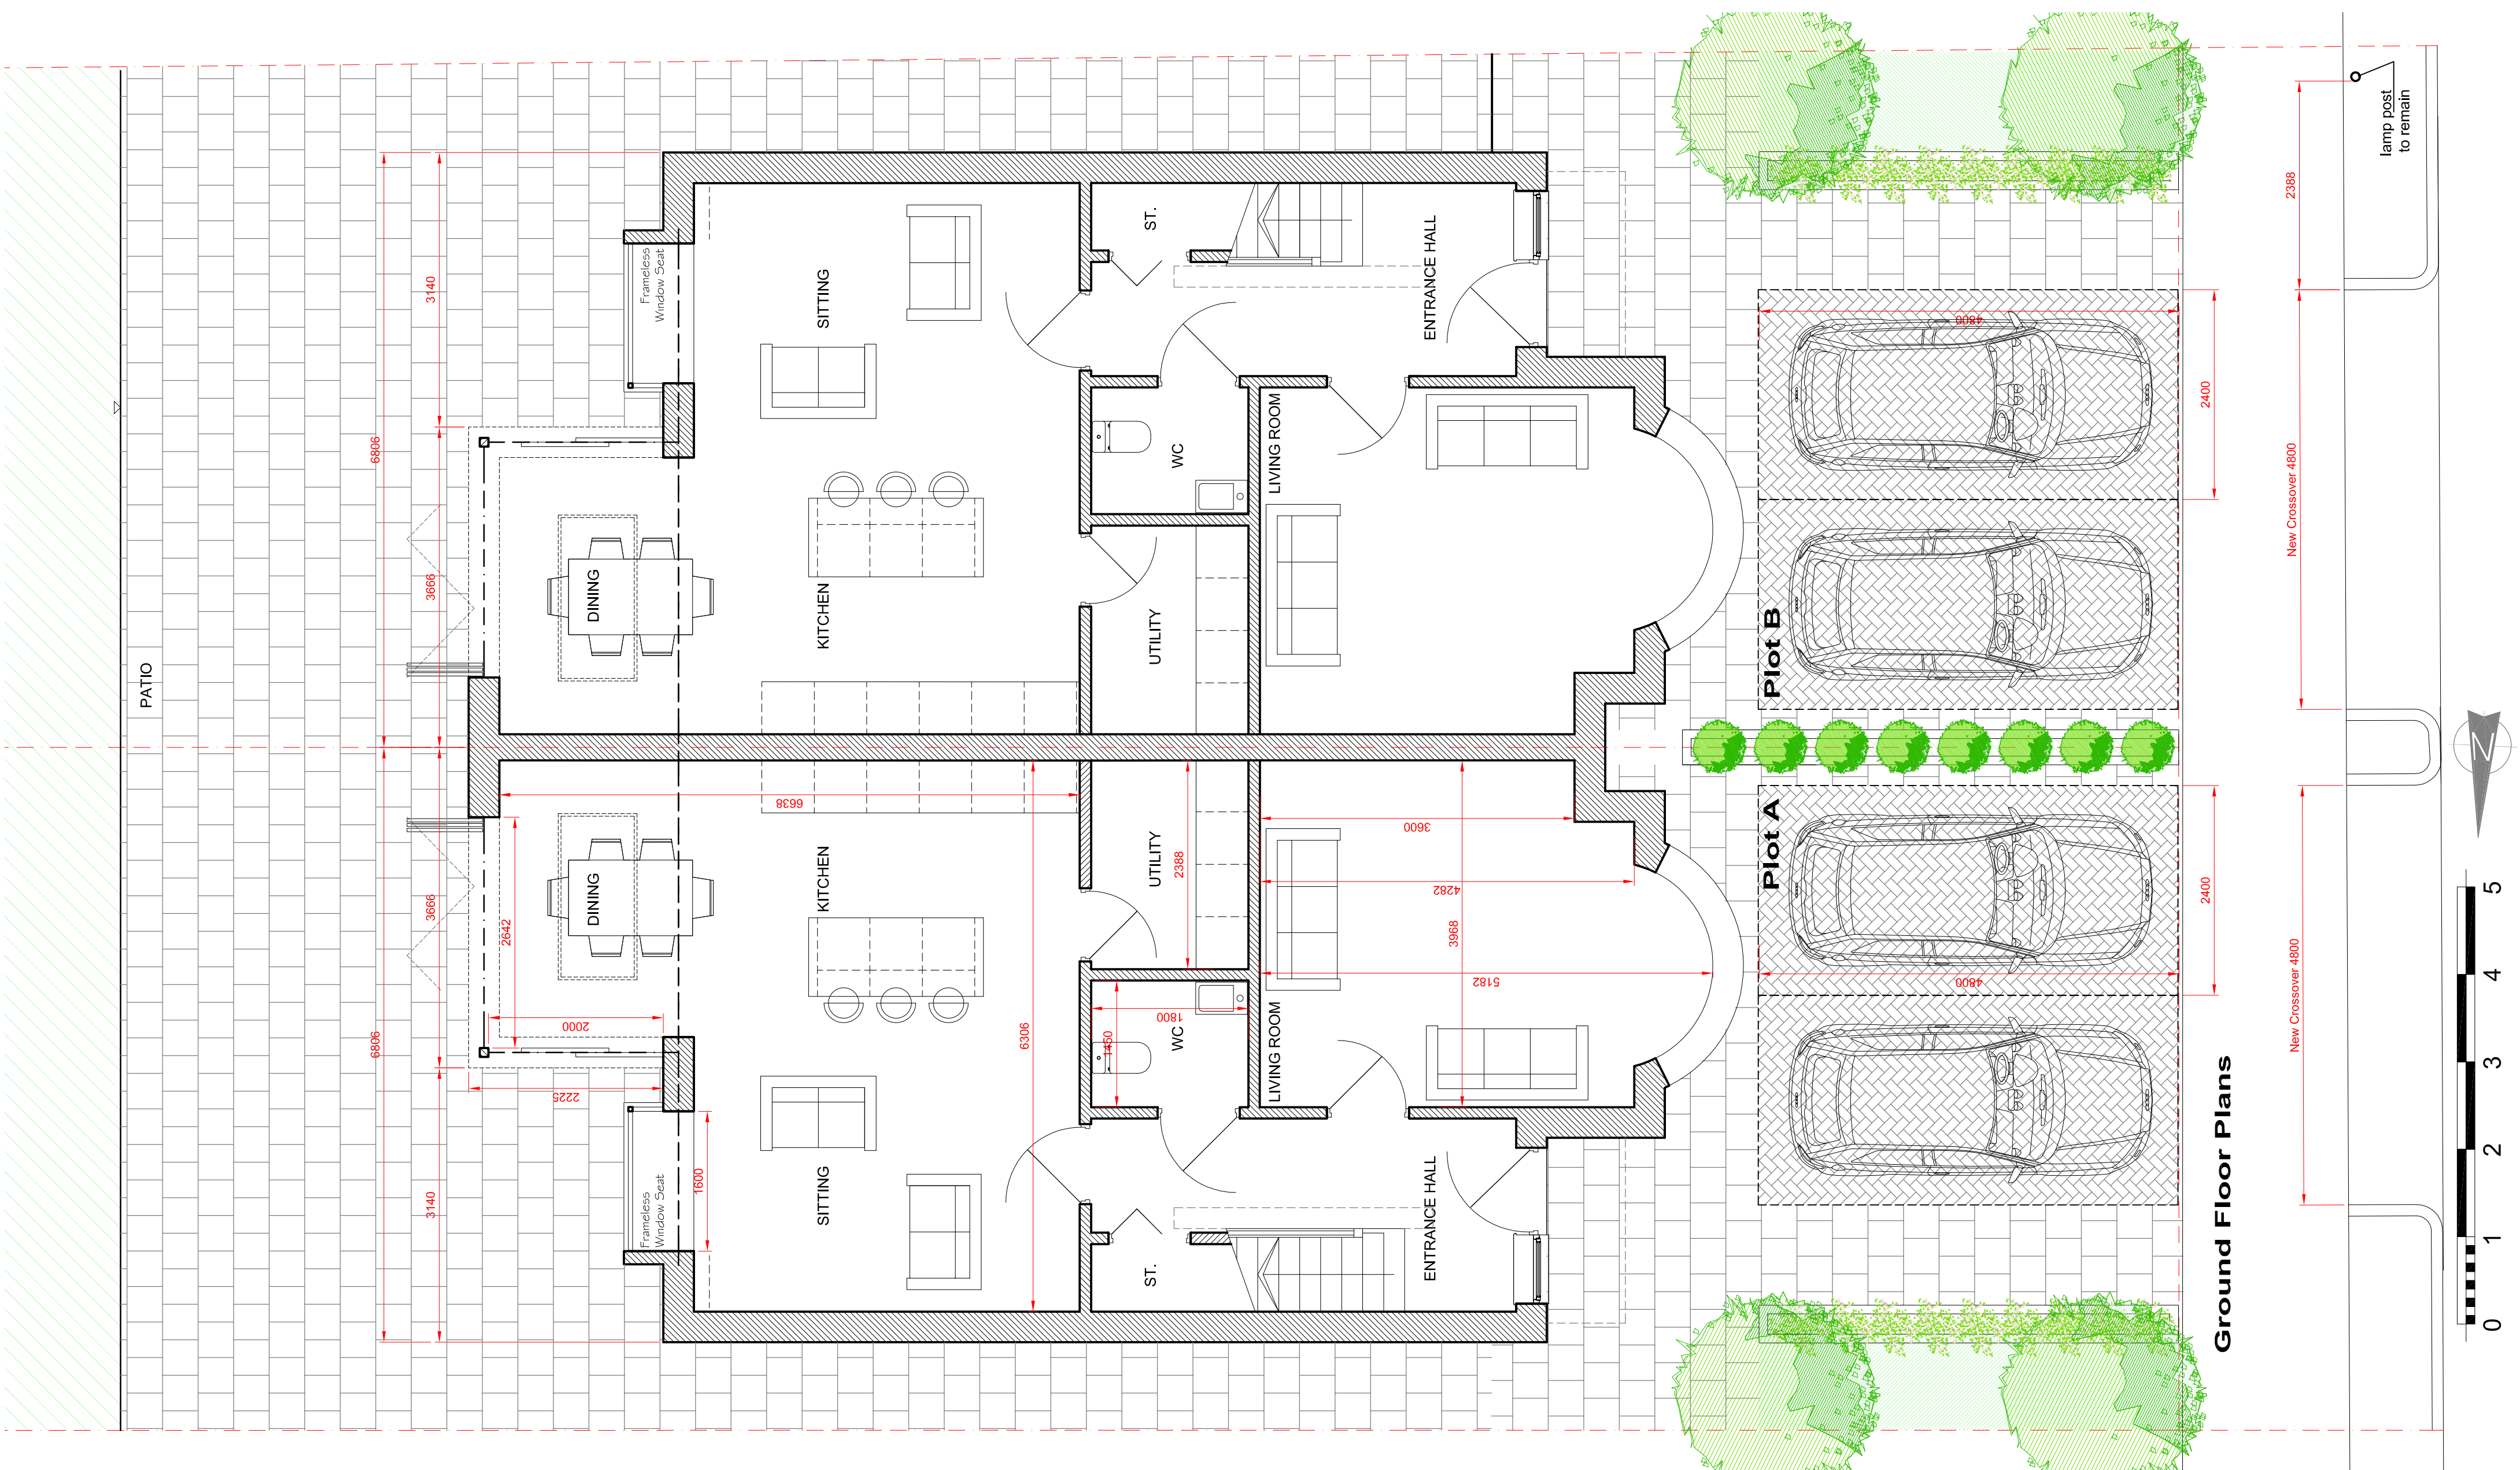 PATIO
6806
3140
3666
6806
3666
3140
2642
2000
2225
1600
Frameless
Window Seat
Frameless
Window Seat
DINING
DINING
SITTING
KITCHEN
KITCHEN
SITTING
6638
6306
ST.
WC
UTILITY
UTILITY
2388
WC
1800
1450
ST.
LIVING ROOM
LIVING ROOM
ENTRANCE HALL
ENTRANCE HALL
3600
4282
3968
5182
Plot B
Plot A
4800
4800
2400
2400
Ground Floor Plans
2388
New Crossover 4800
New Crossover 4800
lamp post
to remain
N
0 1 2 3 4 5